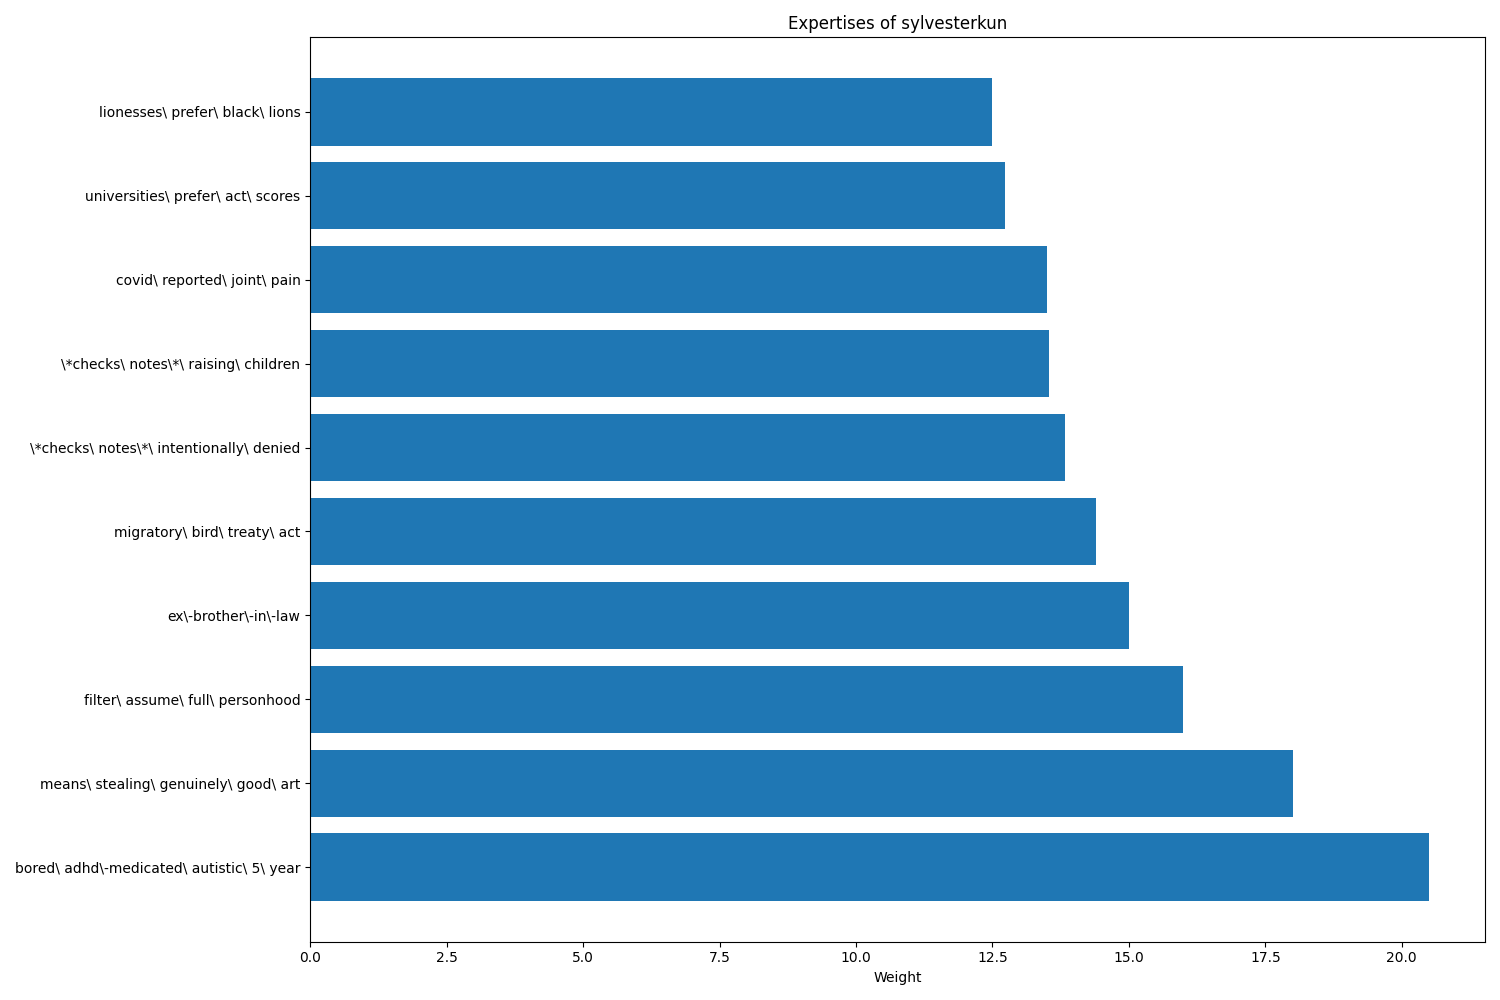 Expertises of sylvesterkun
lionesses\ prefer\ black\ lions
universities\ prefer\ act\ scores
covid\ reported\ joint\ pain
\*checks\ notes\*\ raising\ children
\*checks\ notes\*\ intentionally\ denied
migratory\ bird\ treaty\ act
ex\-brother\-in\-law
filter\ assume\ full\ personhood
means\ stealing\ genuinely\ good\ art
bored\ adhd\-medicated\ autistic\ 5\ year
0.0 2.5 5.0 7.5 10.0 12.5 15.0 17.5 20.0
Weight